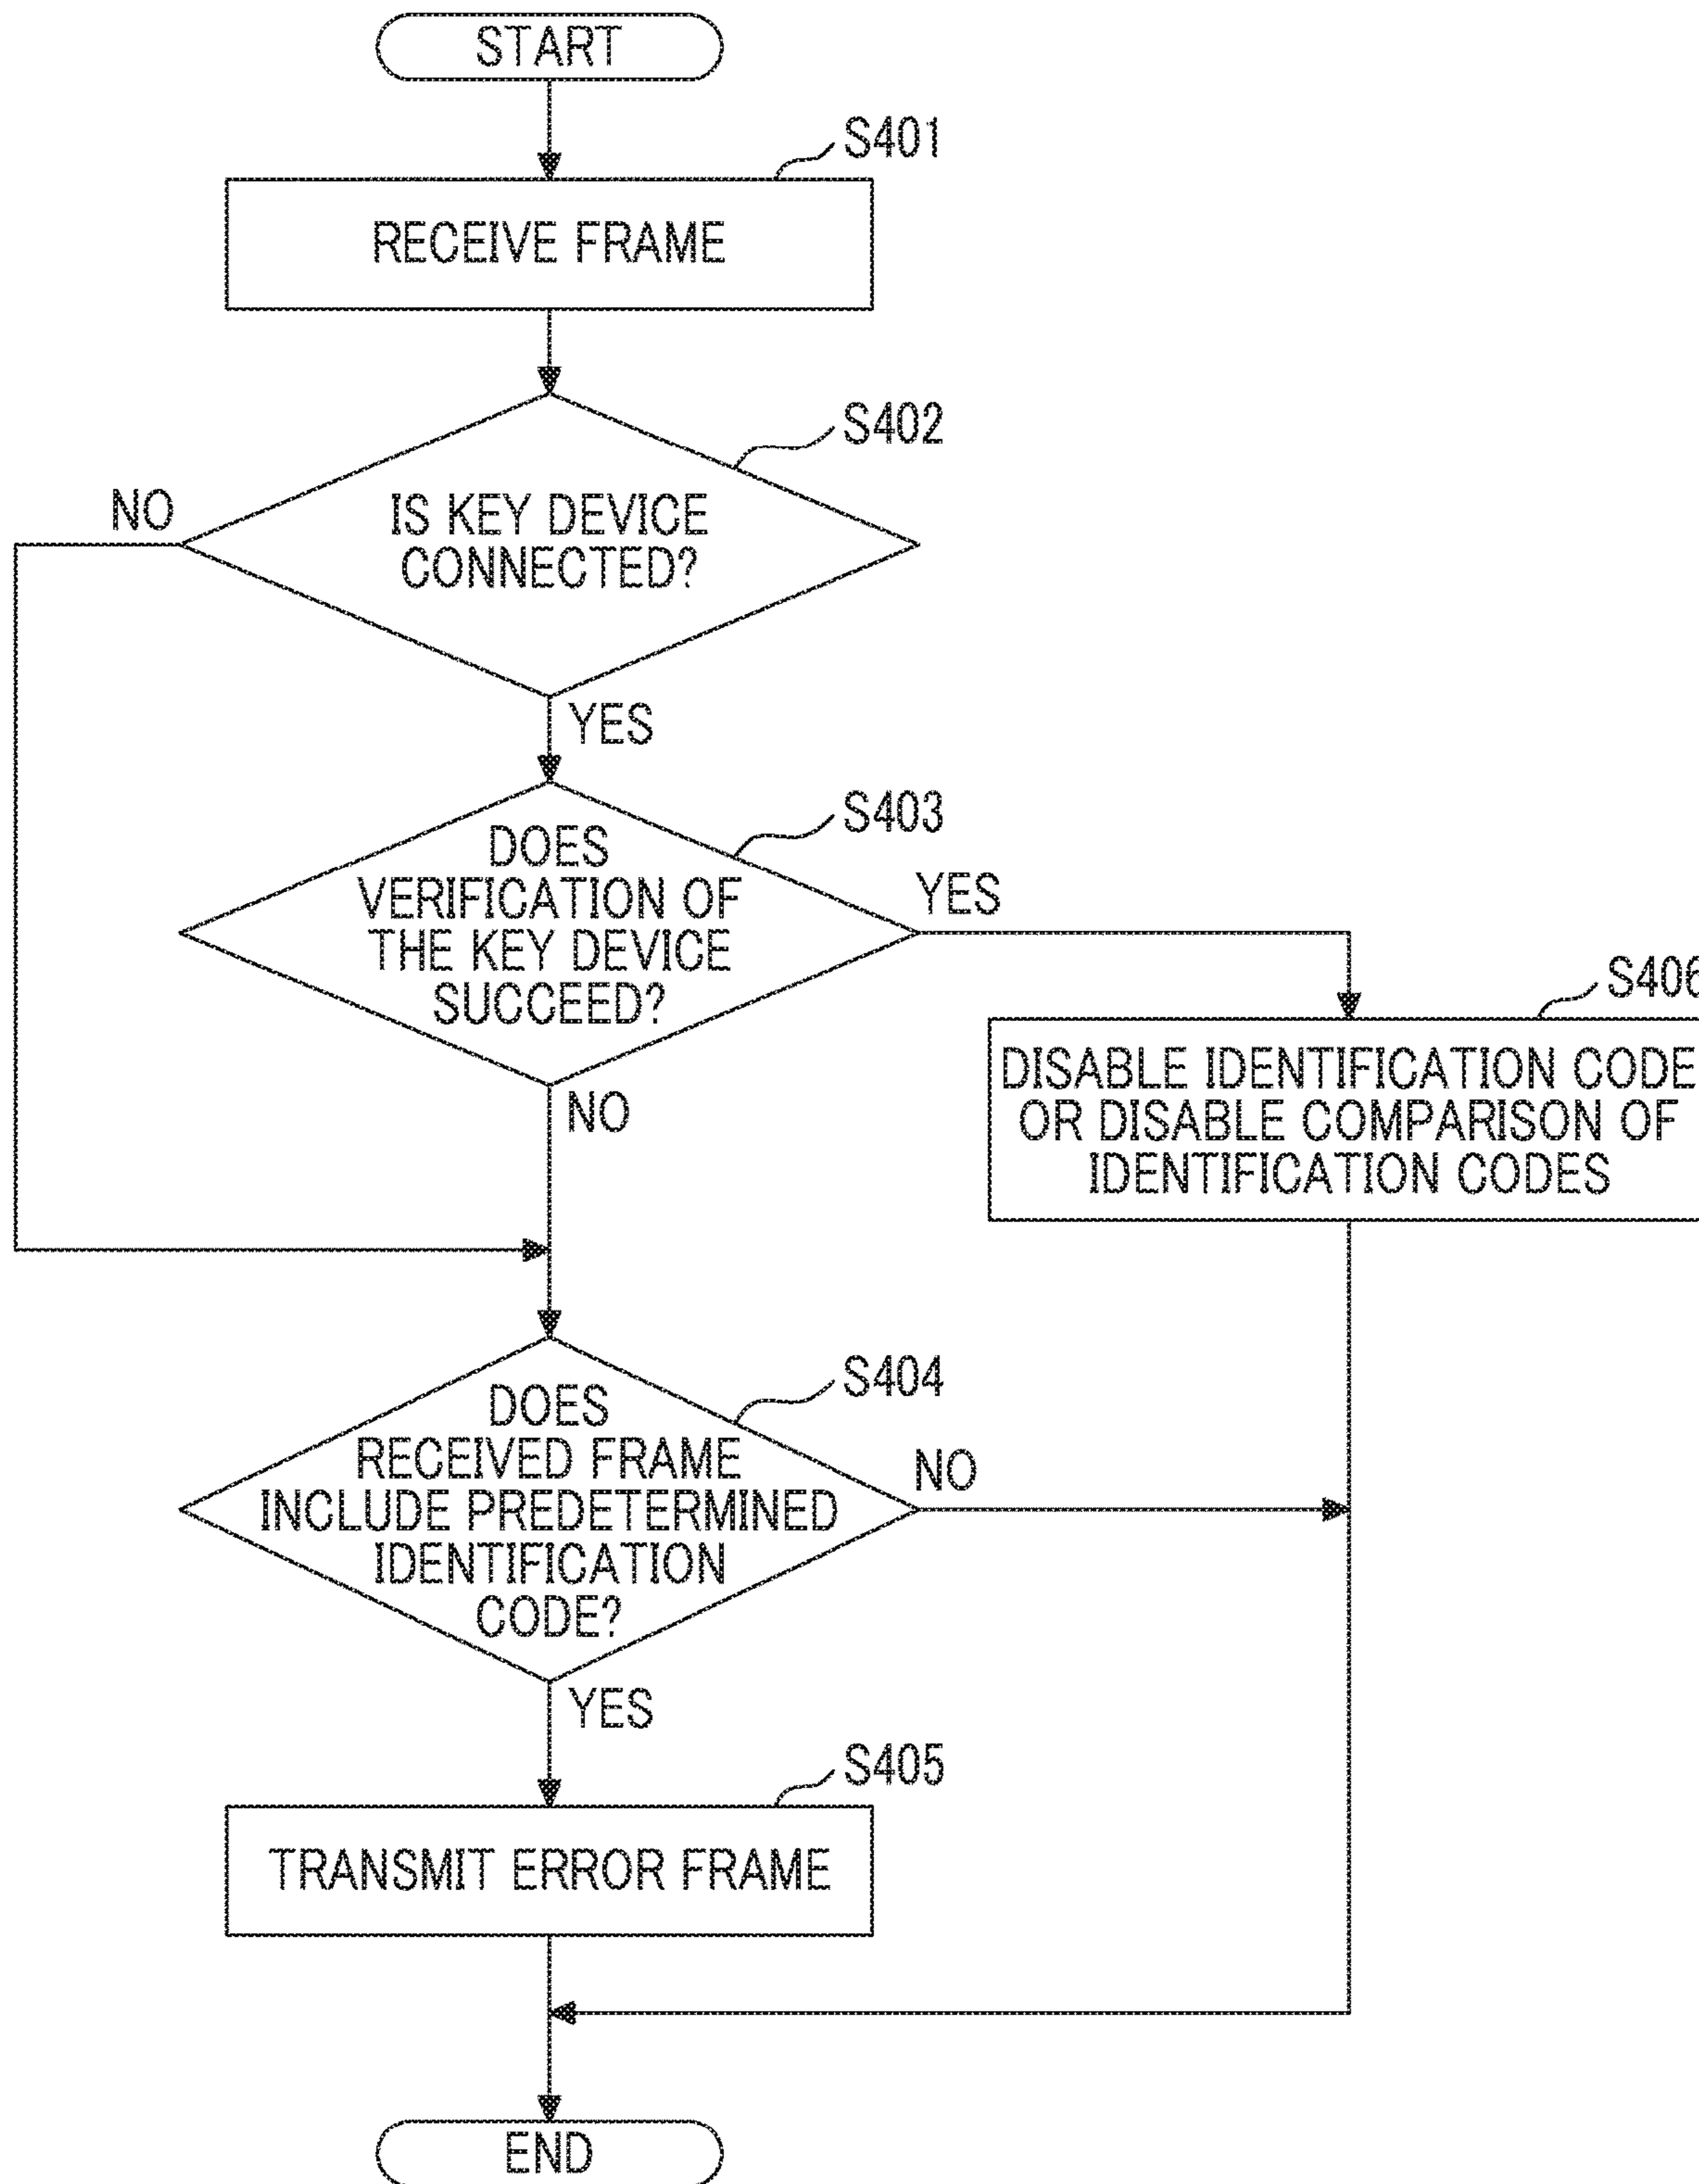 START
S401
RECEIVE FRAME
S402
NO
IS KEY DEVICE
CONNECTED?
YES
S403
DOES
VERIFICATION OF
THE KEY DEVICE
SUCCEED?
YES
NO
S406
DISABLE IDENTIFICATION CODE
OR DISABLE COMPARISON OF
IDENTIFICATION CODES
S404
DOES
RECEIVED FRAME
INCLUDE PREDETERMINED
IDENTIFICATION
CODE?
NO
YES
S405
TRANSMIT ERROR FRAME
END